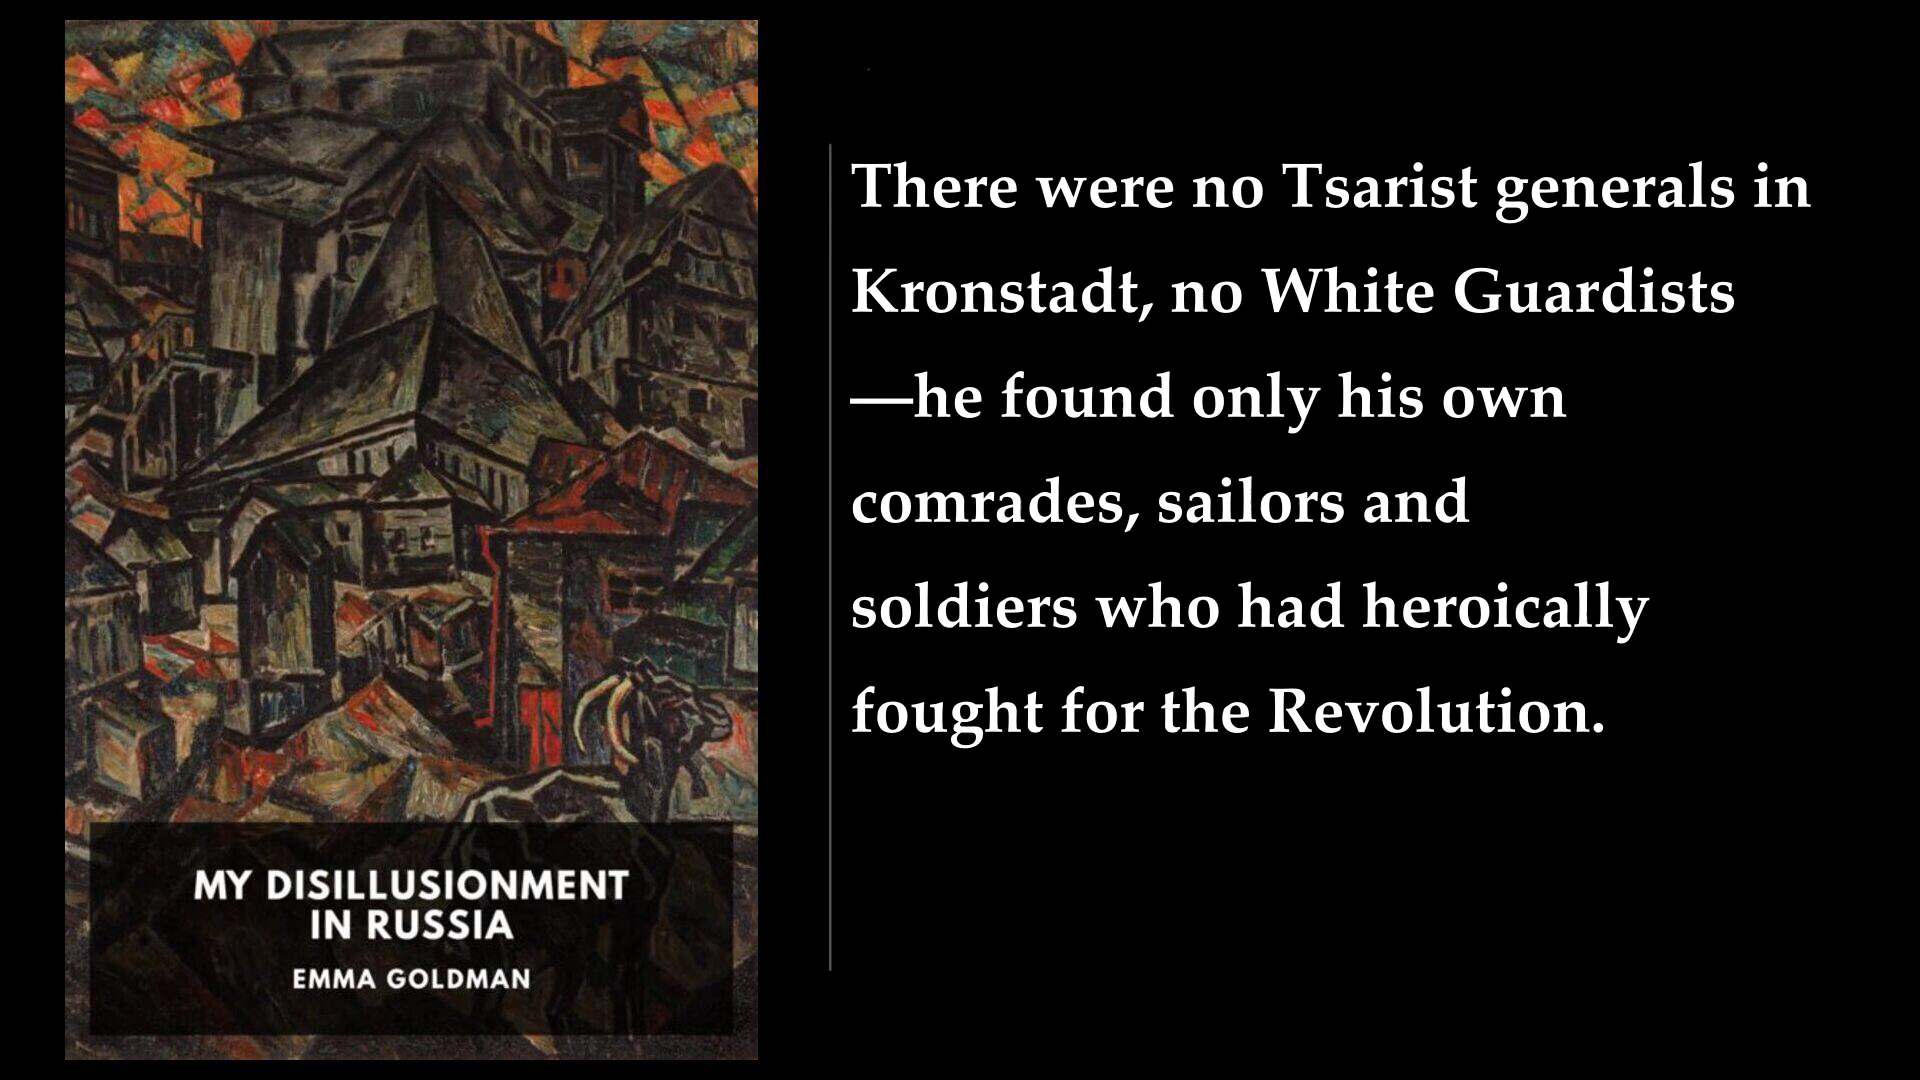 There were no Tsarist generals in
Kronstadt, no White Guardists
—he found only his own
comrades, sailors and
soldiers who had heroically
fought for the Revolution.
MY DISILLUSIONMENT
IN RUSSIA
EMMA GOLDMAN